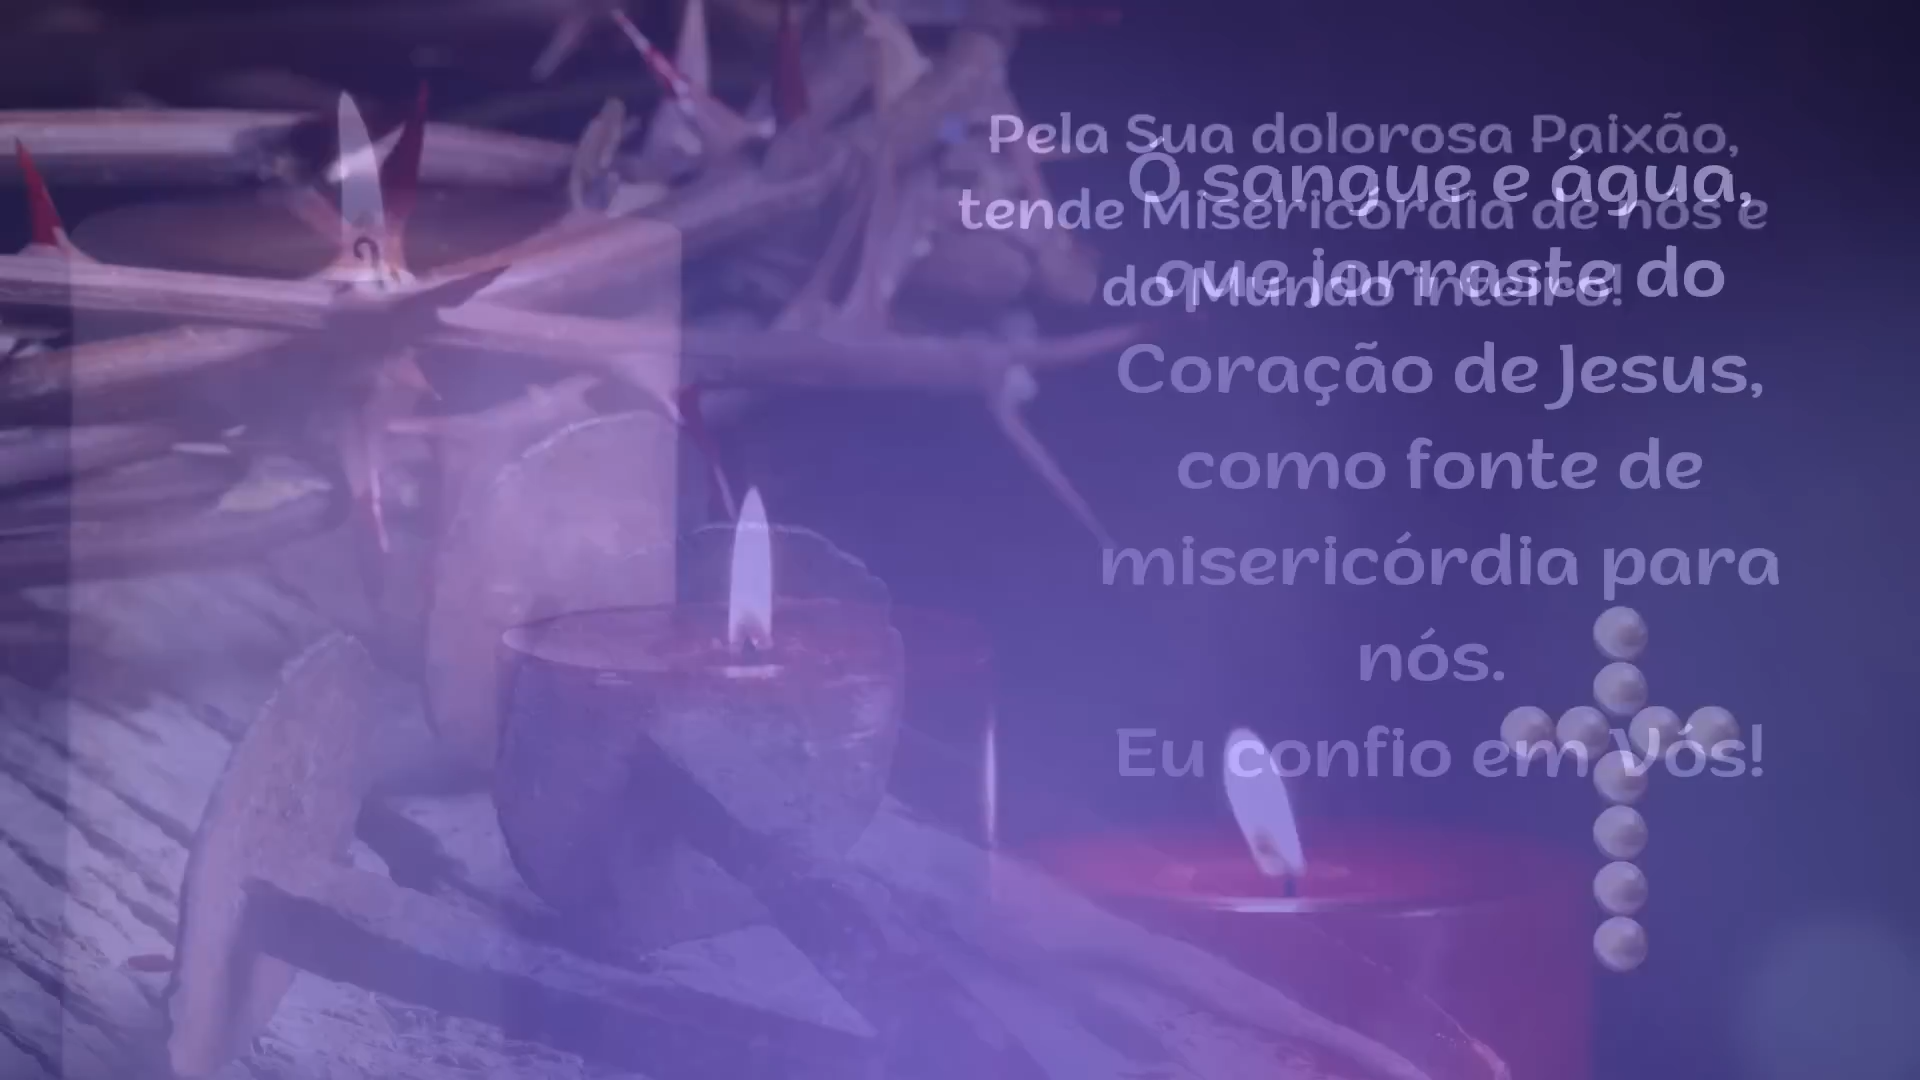 Pela Sua dolorosa Paixão,
tende Misericórdia de nós e
do Mundo inteiro!
Ó sangue e água,
que jorraste do
Coração de Jesus,
como fonte de
misericórdia para
nós.
Eu confio em Vós!